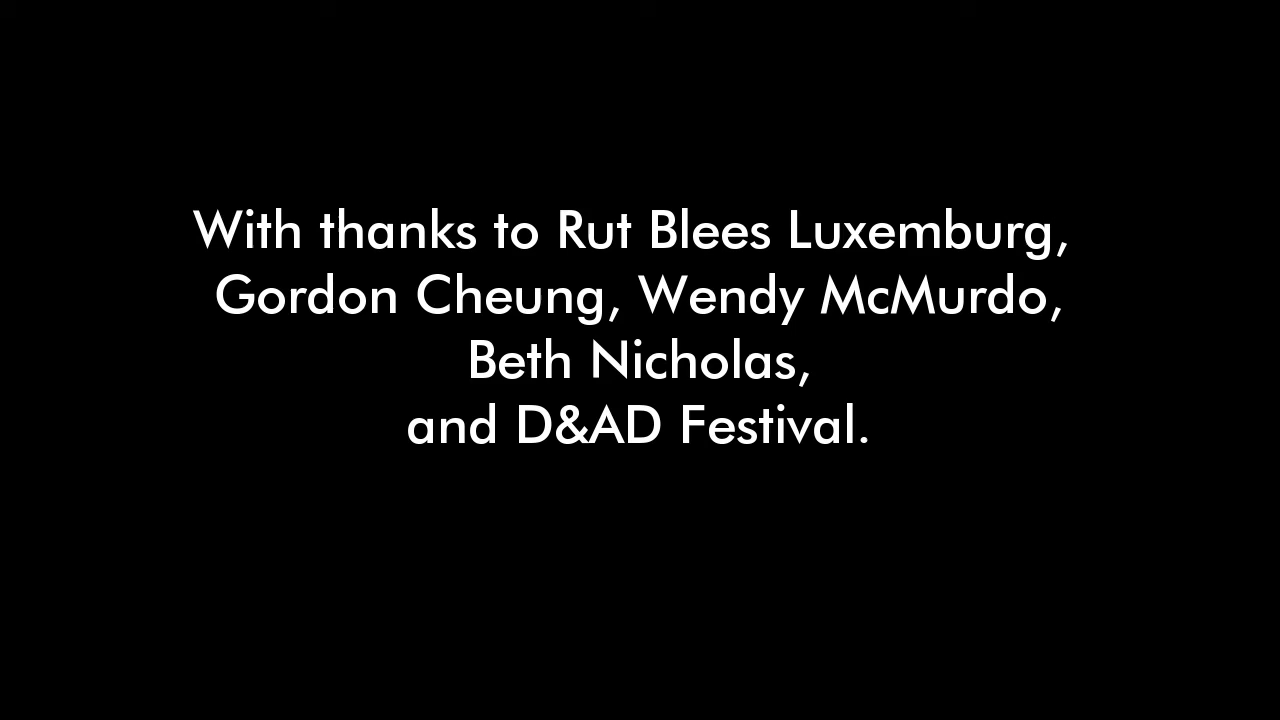 With thanks to Rut Blees Luxemburg,
Gordon Cheung, Wendy McMurdo,
Beth Nicholas,
and D&AD Festival.